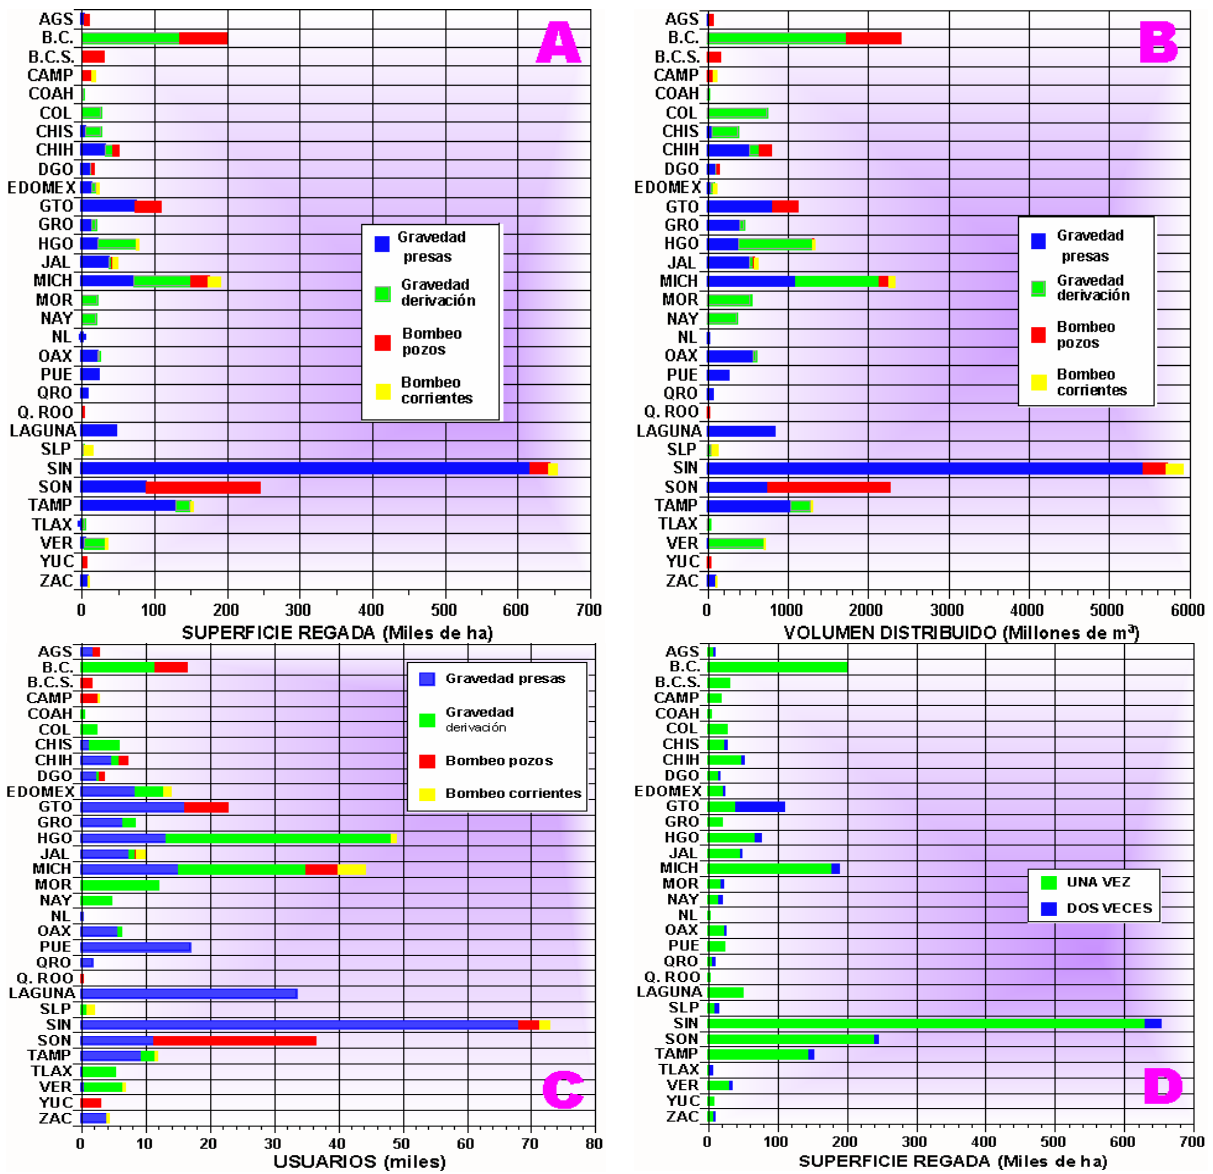 A
AGS
B.C.
B.C.S.
CAMP
COAH
COL
CHIS
CHIH
DGO
EDOMEX
GTO
GRO
HGO
JAL
MICH
MOR
NAY
NL
OAX
PUE
QRO
Q. ROO
LAGUNA
SLP
SIN
SON
TAMP
TLAX
VER
YUC
ZAC
Gravedad
presas
Gravedad
derivación
Bombeo
pozos
Bombeo
corrientes
0 100 200 300 400 500 600 700
SUPERFICIE REGADA (Miles de ha)
B
AGS
B.C.
B.C.S.
CAMP
COAH
COL
CHIS
CHIH
DGO
EDOMEX
GTO
GRO
HGO
JAL
MICH
MOR
NAY
NL
OAX
PUE
QRO
Q. ROO
LAGUNA
SLP
SIN
SON
TAMP
TLAX
VER
YUC
ZAC
Gravedad
presas
Gravedad
derivación
Bombeo
pozos
Bombeo
corrientes
0 1000 2000 3000 4000 5000 6000
VOLUMEN DISTRIBUIDO (Millones de m³)
AGS
B.C.
B.C.S.
CAMP
COAH
COL
CHIS
CHIH
DGO
EDOMEX
GTO
GRO
HGO
JAL
MICH
MOR
NAY
NL
OAX
PUE
QRO
Q. ROO
LAGUNA
SLP
SIN
SON
TAMP
TLAX
VER
YUC
ZAC
Gravedad presas
Gravedad
derivación
Bombeo pozos
Bombeo corrientes
C
0 10 20 30 40 50 60 70 80
USUARIOS (miles)
AGS
B.C.
B.C.S.
CAMP
COAH
COL
CHIS
CHIH
DGO
EDOMEX
GTO
GRO
HGO
JAL
MICH
MOR
NAY
NL
OAX
PUE
QRO
Q. ROO
LAGUNA
SLP
SIN
SON
TAMP
TLAX
VER
YUC
ZAC
UNA VEZ
DOS VECES
D
0 100 200 300 400 500 600 700
SUPERFICIE REGADA (Miles de ha)